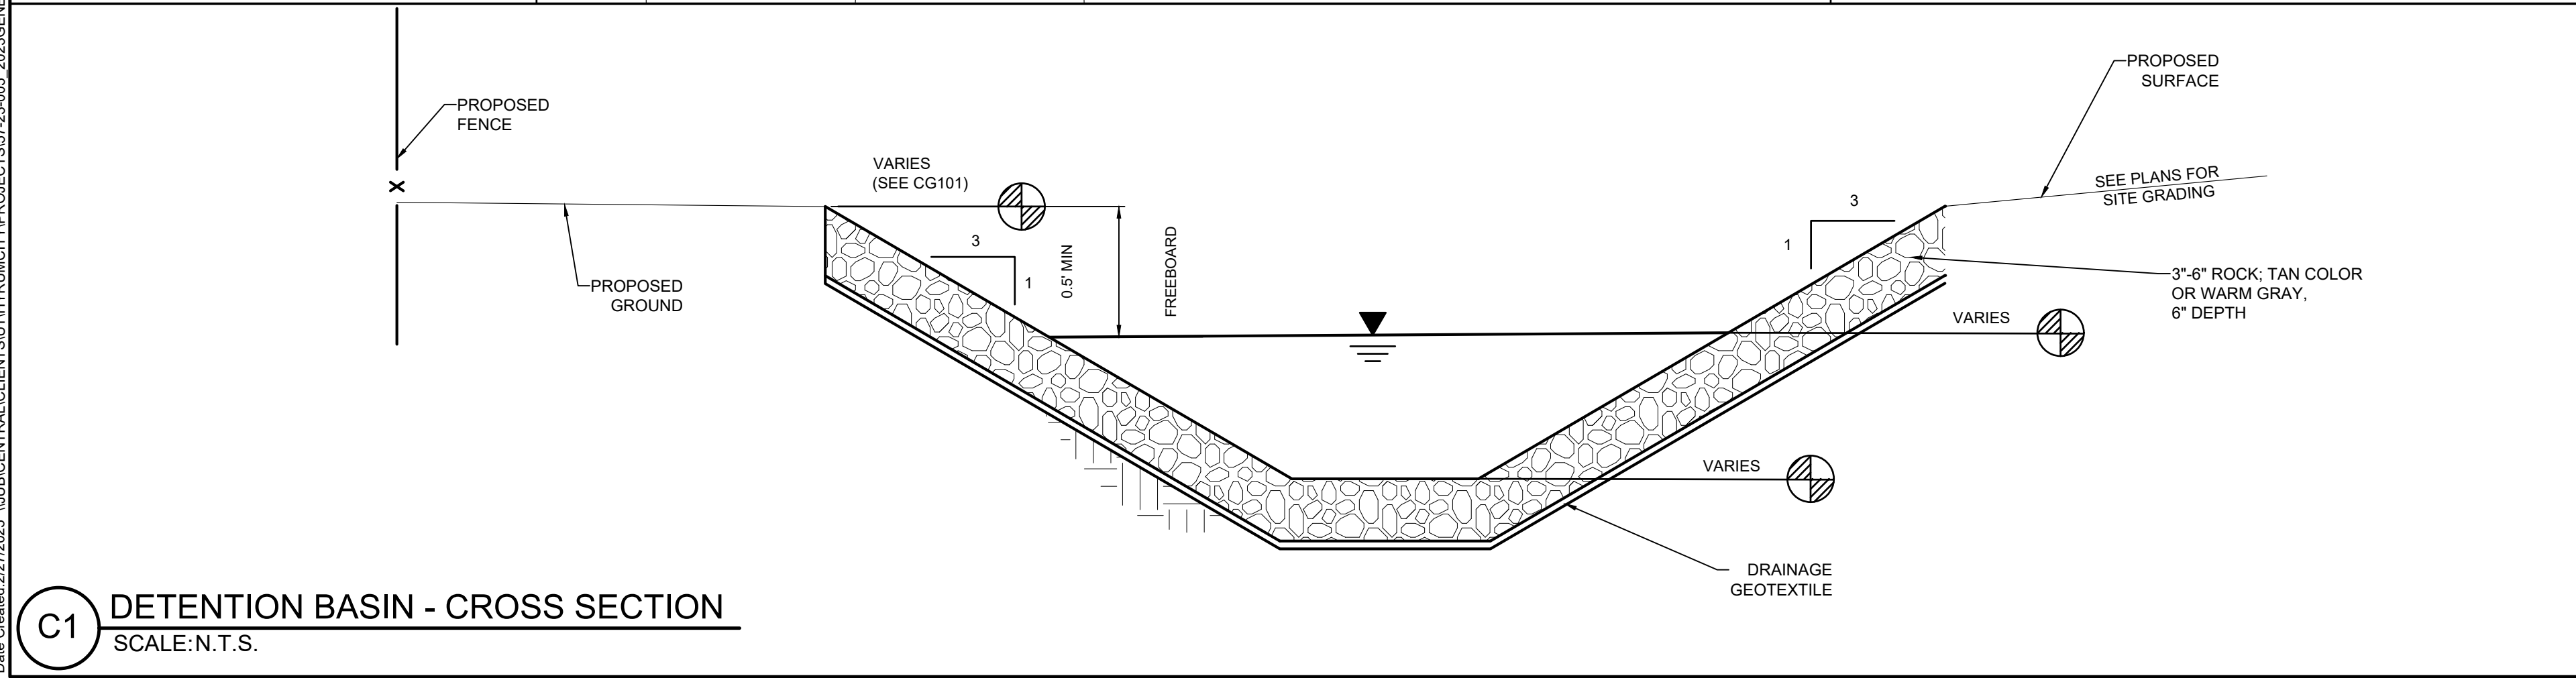 PROPOSED
FENCE
PROPOSED
GROUND
VARIES
(SEE CG101)
3
1
0.5' MIN
FREEBOARD
3
1
PROPOSED
SURFACE
SEE PLANS FOR
SITE GRADING
3"-6" ROCK; TAN COLOR
OR WARM GRAY,
6" DEPTH
VARIES
VARIES
DRAINAGE
GEOTEXTILE
C1
DETENTION BASIN - CROSS SECTION
SCALE: N.T.S.